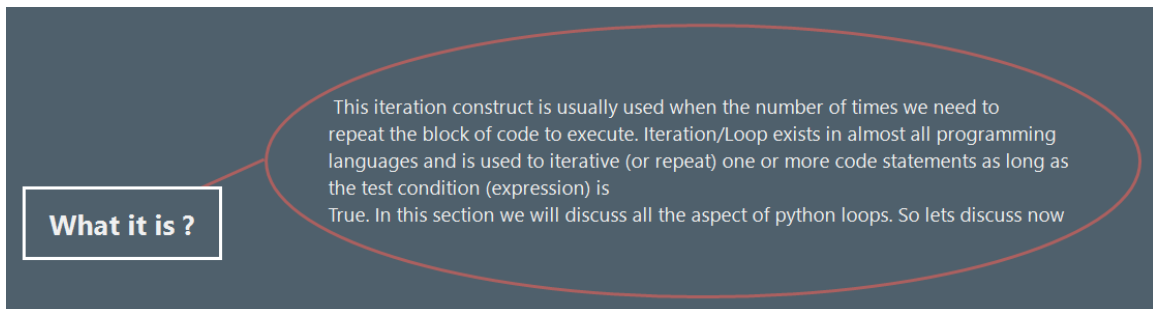 This iteration construct is usually used when the number of times we need to
repeat the block of code to execute. Iteration/Loop exists in almost all programming
languages and is used to iterative (or repeat) one or more code statements as long as
the test condition (expression) is
True. In this section we will discuss all the aspect of python loops. So lets discuss now
What it is ?